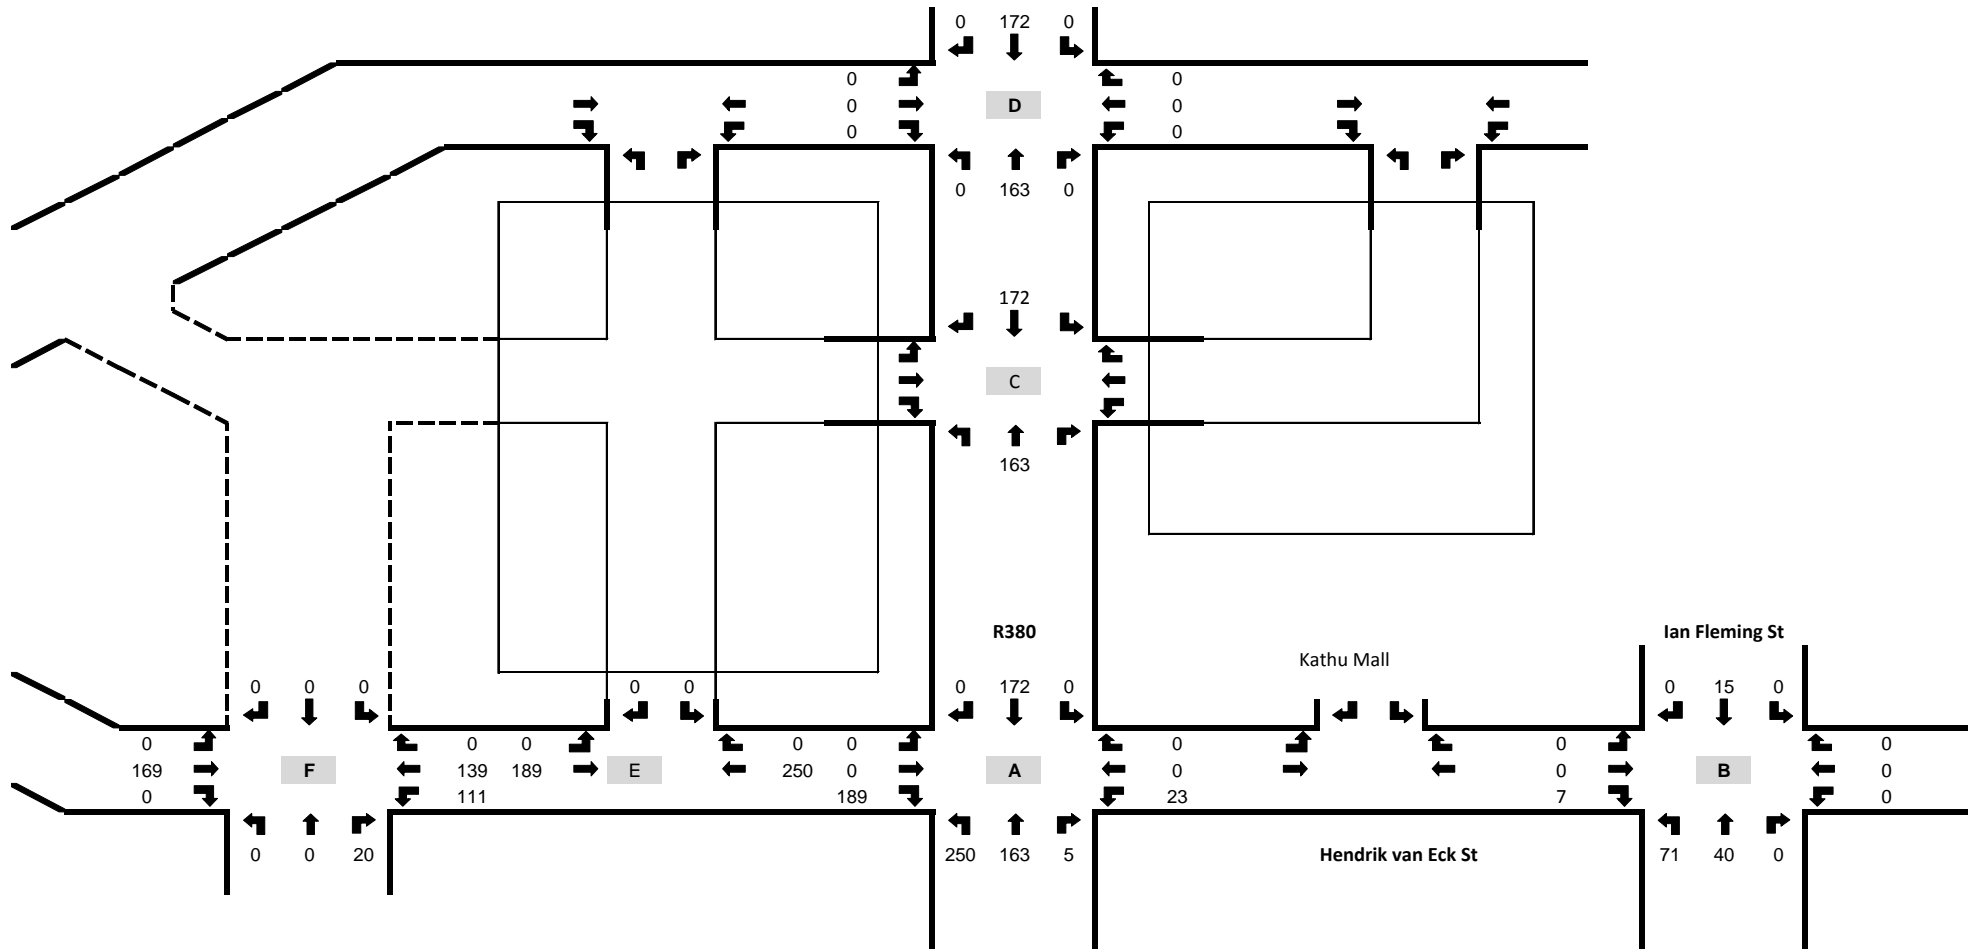 0 172 0
0 0
0 D 0
0 0
0 163 0
172
C
163
R380 Ian Fleming St
Kathu Mall
0 0 0 0 0 0 172 0 0 15 0
0 0 0 0 0 0 0 0
169 F 139 189 E 250 0 A 0 0 B 0
0 111 189 23 7 0
0 0 20 250 163 5 Hendrik van Eck St 71 40 0